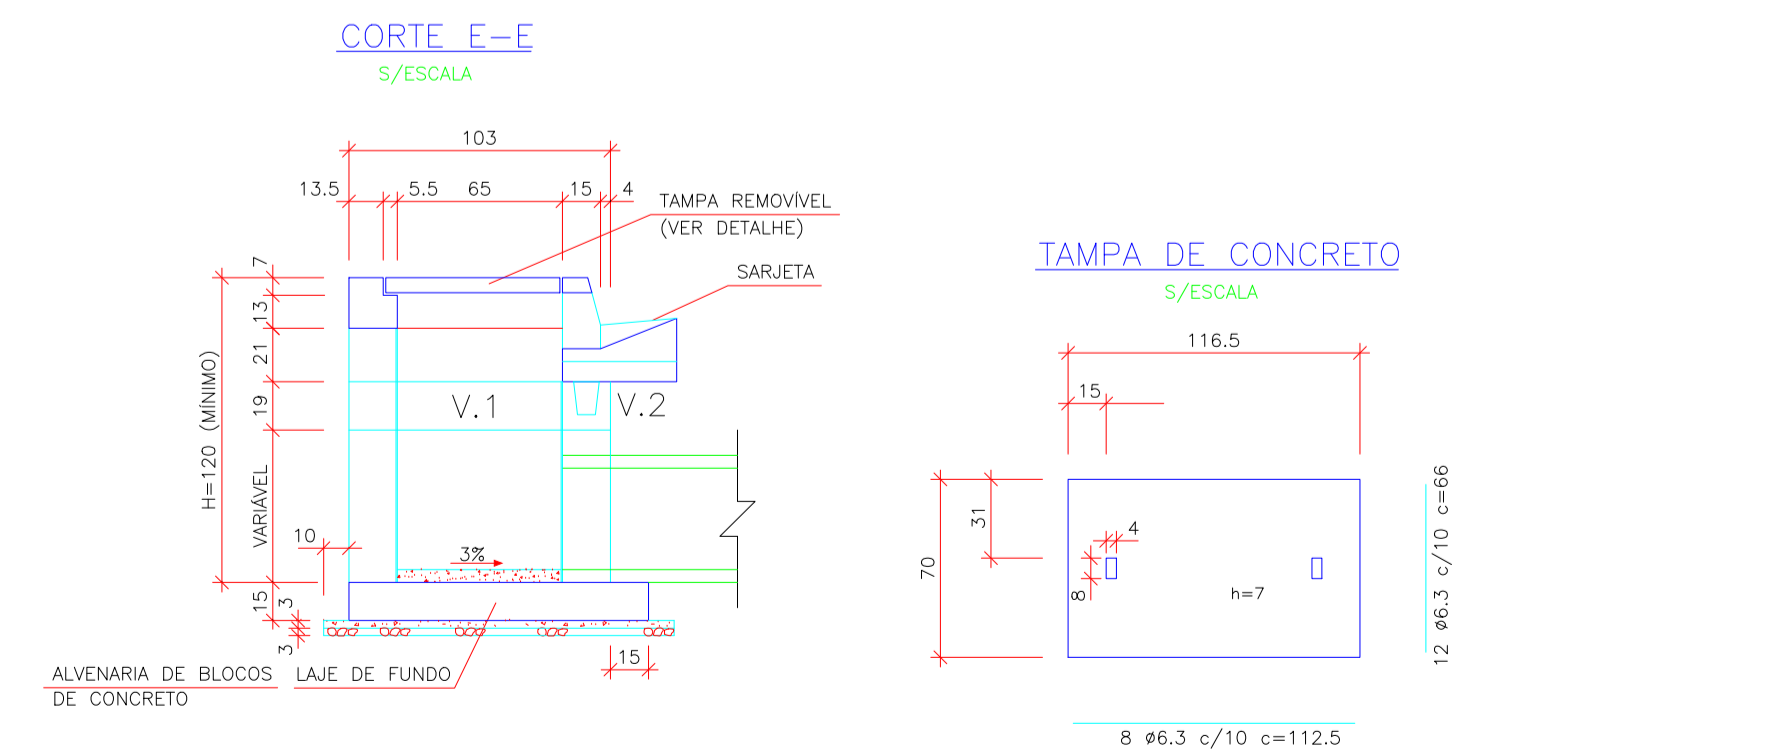 CORTE E-E
S/ESCALA
103
13.5
5.5
65
15
4
TAMPA REMOVÍVEL
(VER DETALHE)
SARJETA
7
13
21
19
VARIÁVEL
15
H=120 (MÍNIMO)
V.1
V.2
10
3%
3
3
15
ALVENARIA DE BLOCOS
DE CONCRETO
LAJE DE FUNDO
TAMPA DE CONCRETO
S/ESCALA
116.5
15
31
70
4
8
h=7
12 ø6.3 c/10 c=66
8 ø6.3 c/10 c=112.5